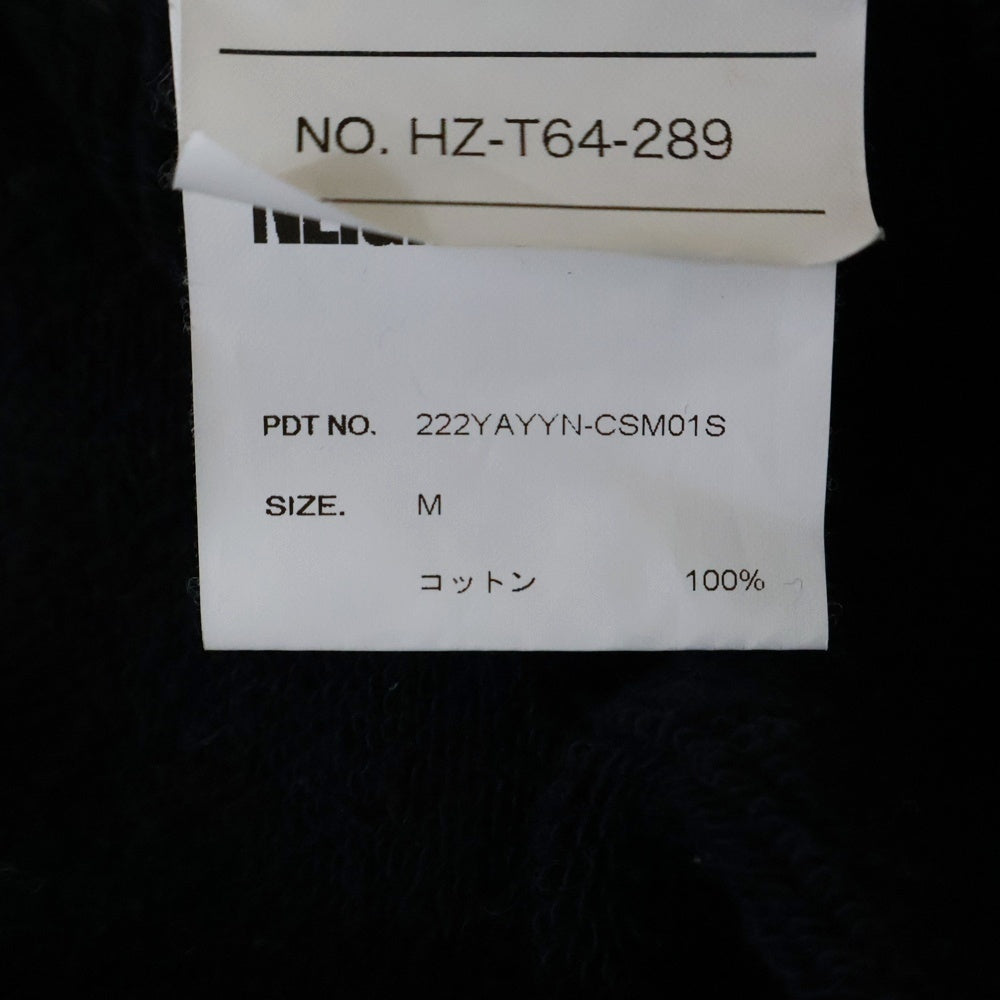 NO. HZ-T64-289
PDT NO. 222YAYYN-CSM01S
SIZE. M
コットン 100%